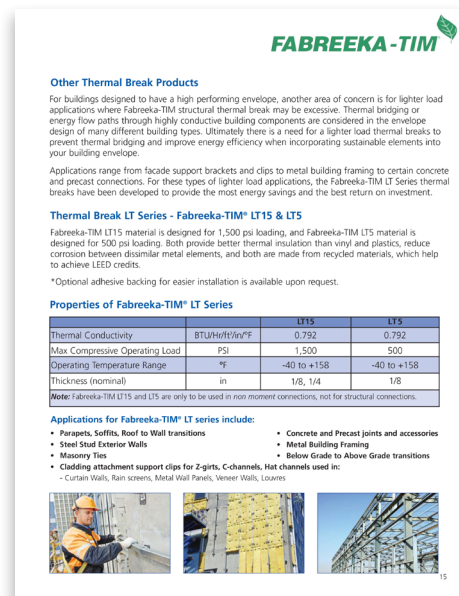 FABREEKA-TIM®
Other Thermal Break Products
For buildings designed to have a high performing envelope, another area of concern is for lighter load
applications where Fabreeka-TIM structural thermal break may be excessive. Thermal bridging or
energy flow paths through highly conductive building components are considered in the envelope
design of many different building types. Ultimately there is a need for a lighter load thermal breaks to
prevent thermal bridging and improve energy efficiency when incorporating sustainable elements into
your building envelope.
Applications range from facade support brackets and clips to metal building framing to certain concrete
and precast connections. For these types of lighter load applications, the Fabreeka-TIM LT Series thermal
breaks have been developed to provide the most energy savings and the best return on investment.
Thermal Break LT Series - Fabreeka-TIM® LT15 & LT5
Fabreeka-TIM LT15 material is designed for 1,500 psi loading, and Fabreeka-TIM LT5 material is
designed for 500 psi loading. Both provide better thermal insulation than vinyl and plastics, reduce
corrosion between dissimilar metal elements, and both are made from recycled materials, which help
to achieve LEED credits.
*Optional adhesive backing for easier installation is available upon request.
Properties of Fabreeka-TIM® LT Series
LT15 LT5
Thermal Conductivity BTU/Hr/ft²/in/°F 0.792 0.792
Max Compressive Operating Load PSI 1,500 500
Operating Temperature Range °F -40 to +158 -40 to +158
Thickness (nominal) in 1/8, 1/4 1/8
Note: Fabreeka-TIM LT15 and LT5 are only to be used in non moment connections, not for structural connections.
Applications for Fabreeka-TIM® LT series include:
• Parapets, Soffits, Roof to Wall transitions
• Steel Stud Exterior Walls
• Masonry Ties
• Concrete and Precast joints and accessories
• Metal Building Framing
• Below Grade to Above Grade transitions
• Cladding attachment support clips for Z-girts, C-channels, Hat channels used in:
- Curtain Walls, Rain screens, Metal Wall Panels, Veneer Walls, Louvres
15